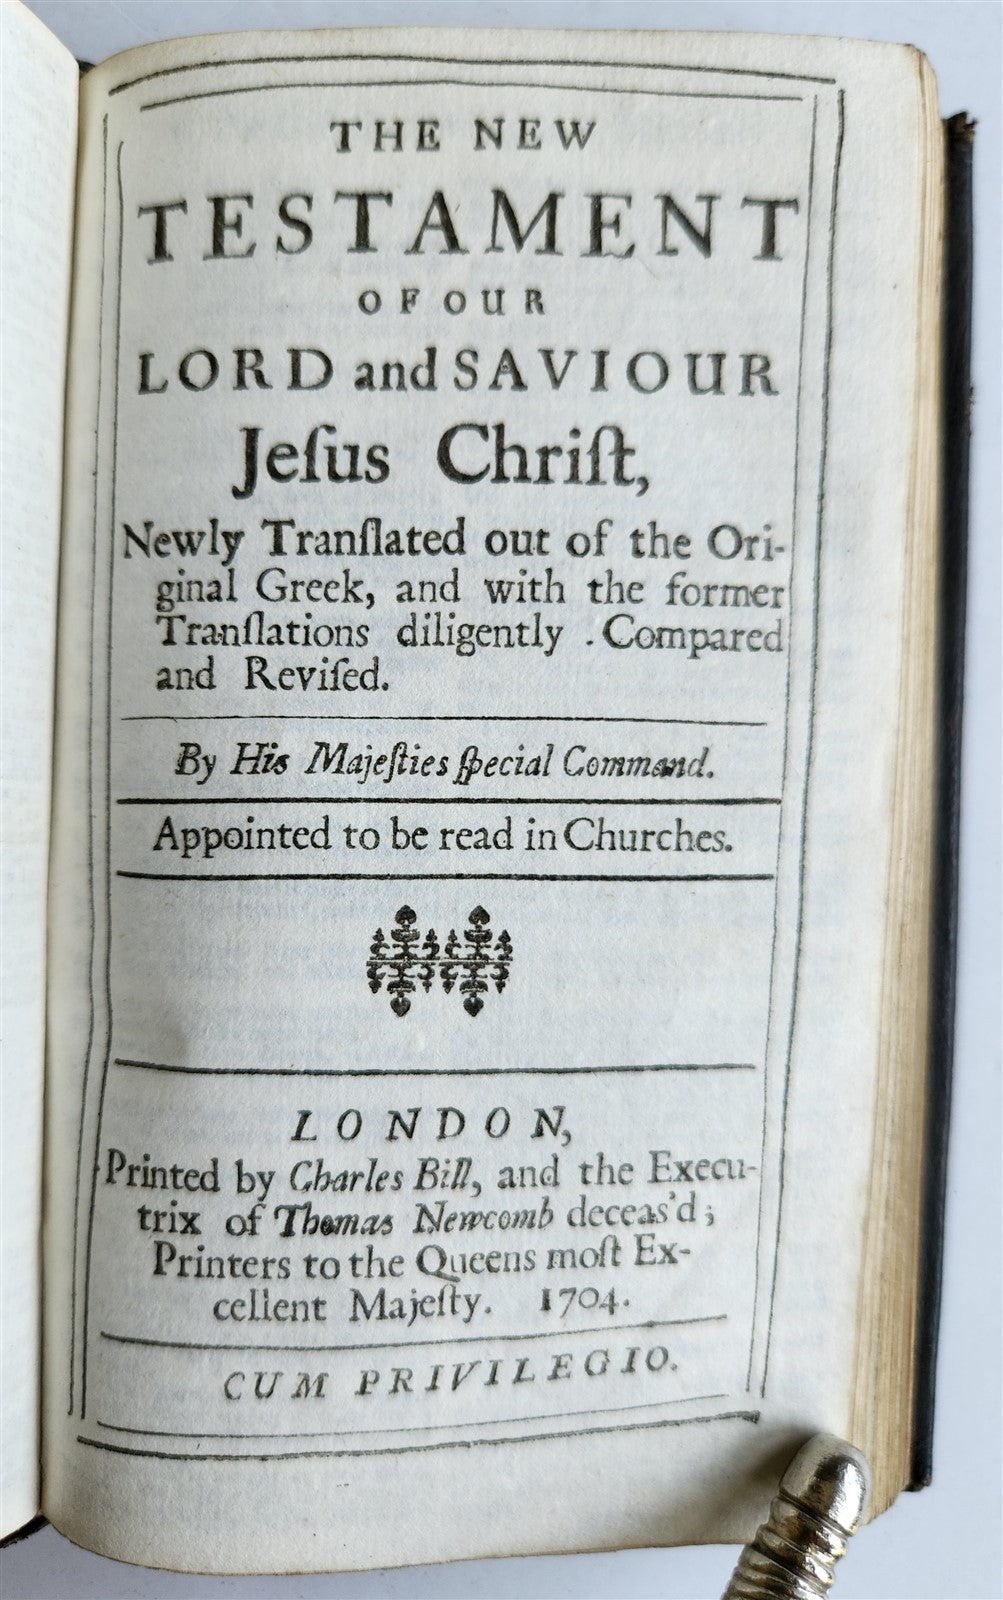 THE NEW
TESTAMENT
OF OUR
LORD and SAVIOUR
Jeſus Chriſt,
Newly Tranſlated out of the Ori-
ginal Greek, and with the former
Tranſlations diligently . Compared
and Reviſed.
By His Majeſties ſpecial Command.
Appointed to be read in Churches.
LONDON,
Printed by Charles Bill, and the Execu-
trix of Thomas Newcomb deceas'd;
Printers to the Queens moſt Ex-
cellent Majeſty. 1704.
CUM PRIVILEGIO.